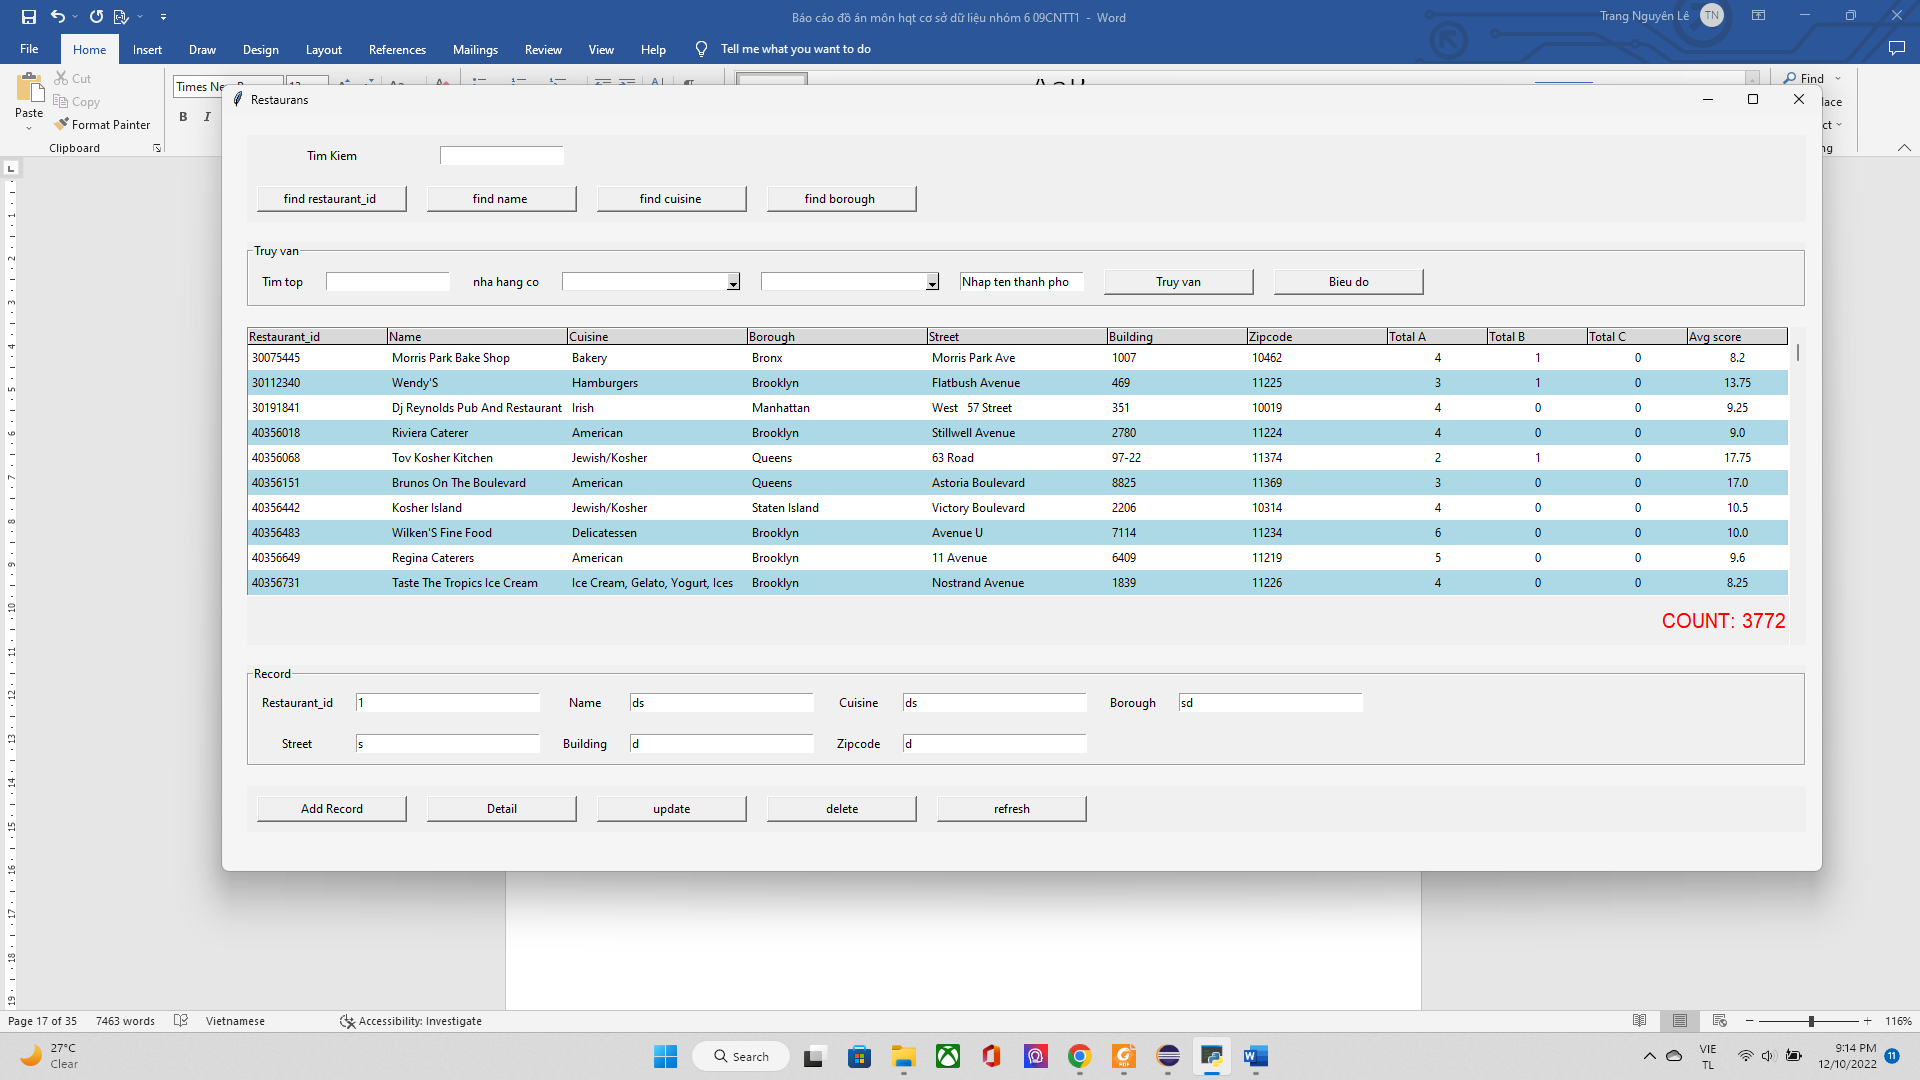 Báo cáo đồ án môn hqt cơ sở dữ liệu nhóm 6 09CNTT1 - Word
Trang Nguyên Lê TN
File Home Insert Draw Design Layout References Mailings Review View Help Tell me what you want to do
Paste
Cut
Copy
Format Painter
Clipboard
Times Ne
B I
Find
Restaurans
Tim Kiem
find restaurant_id find name find cuisine find borough
Truy van
Tim top nha hang co Nhap ten thanh pho Truy van Bieu do
Restaurant_id Name Cuisine Borough Street Building Zipcode Total A Total B Total C Avg score
30075445 Morris Park Bake Shop Bakery Bronx Morris Park Ave 1007 10462 4 1 0 8.2
30112340 Wendy'S Hamburgers Brooklyn Flatbush Avenue 469 11225 3 1 0 13.75
30191841 Dj Reynolds Pub And Restaurant Irish Manhattan West 57 Street 351 10019 4 0 0 9.25
40356018 Riviera Caterer American Brooklyn Stillwell Avenue 2780 11224 4 0 0 9.0
40356068 Tov Kosher Kitchen Jewish/Kosher Queens 63 Road 97-22 11374 2 1 0 17.75
40356151 Brunos On The Boulevard American Queens Astoria Boulevard 8825 11369 3 0 0 17.0
40356442 Kosher Island Jewish/Kosher Staten Island Victory Boulevard 2206 10314 4 0 0 10.5
40356483 Wilken'S Fine Food Delicatessen Brooklyn Avenue U 7114 11234 6 0 0 10.0
40356649 Regina Caterers American Brooklyn 11 Avenue 6409 11219 5 0 0 9.6
40356731 Taste The Tropics Ice Cream Ice Cream, Gelato, Yogurt, Ices Brooklyn Nostrand Avenue 1839 11226 4 0 0 8.25
COUNT: 3772
Record
Restaurant_id 1 Name ds Cuisine ds Borough sd
Street s Building d Zipcode d
Add Record Detail update delete refresh
Page 17 of 35 7463 words Vietnamese Accessibility: Investigate 116%
27°C
Clear
Search
VIE
TL
9:14 PM
12/10/2022
11